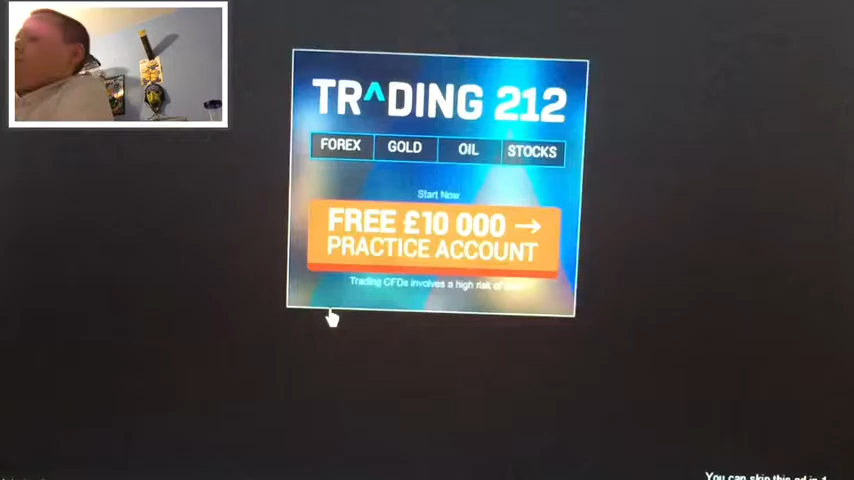 TR^DING 212
FOREX GOLD OIL STOCKS
Start Now
FREE £10 000 →
PRACTICE ACCOUNT
Trading CFDs involves a high risk of
You can skip this ad in 1